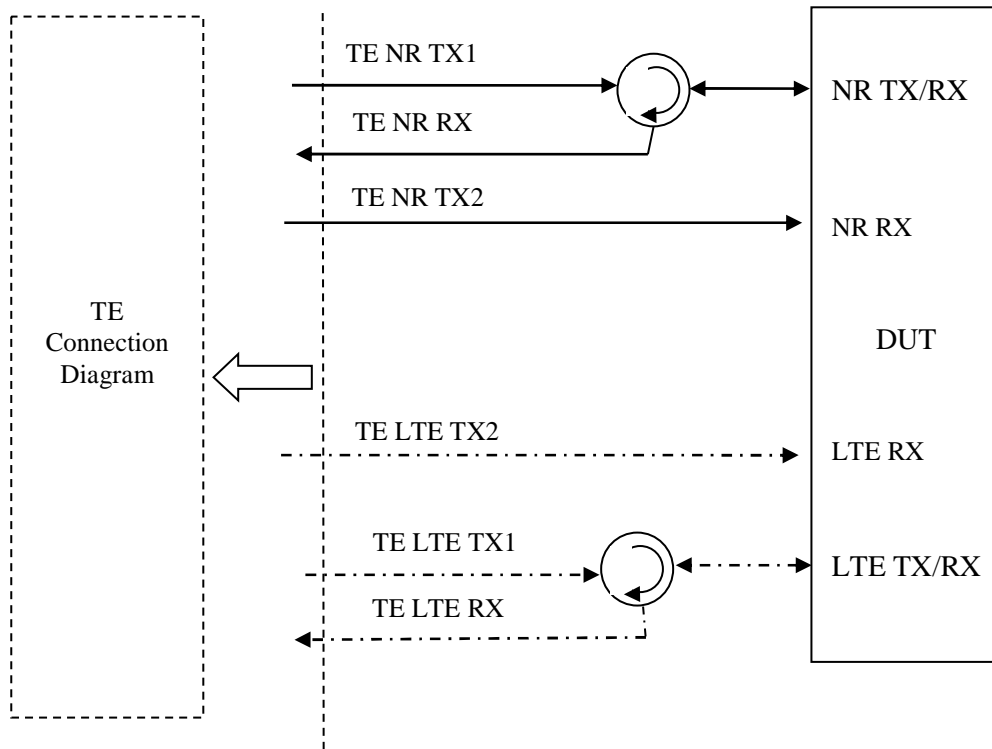 TE NR TX1
NR TX/RX
TE NR RX
TE NR TX2
NR RX
TE
Connection
Diagram
DUT
TE LTE TX2
LTE RX
TE LTE TX1
LTE TX/RX
TE LTE RX